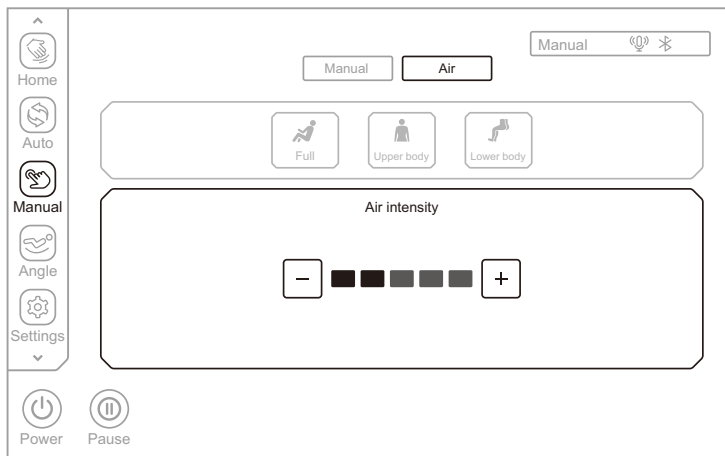 Home
Auto
Manual
Angle
Settings
Power
Pause
Manual
Air
Manual
Full
Upper body
Lower body
Air intensity